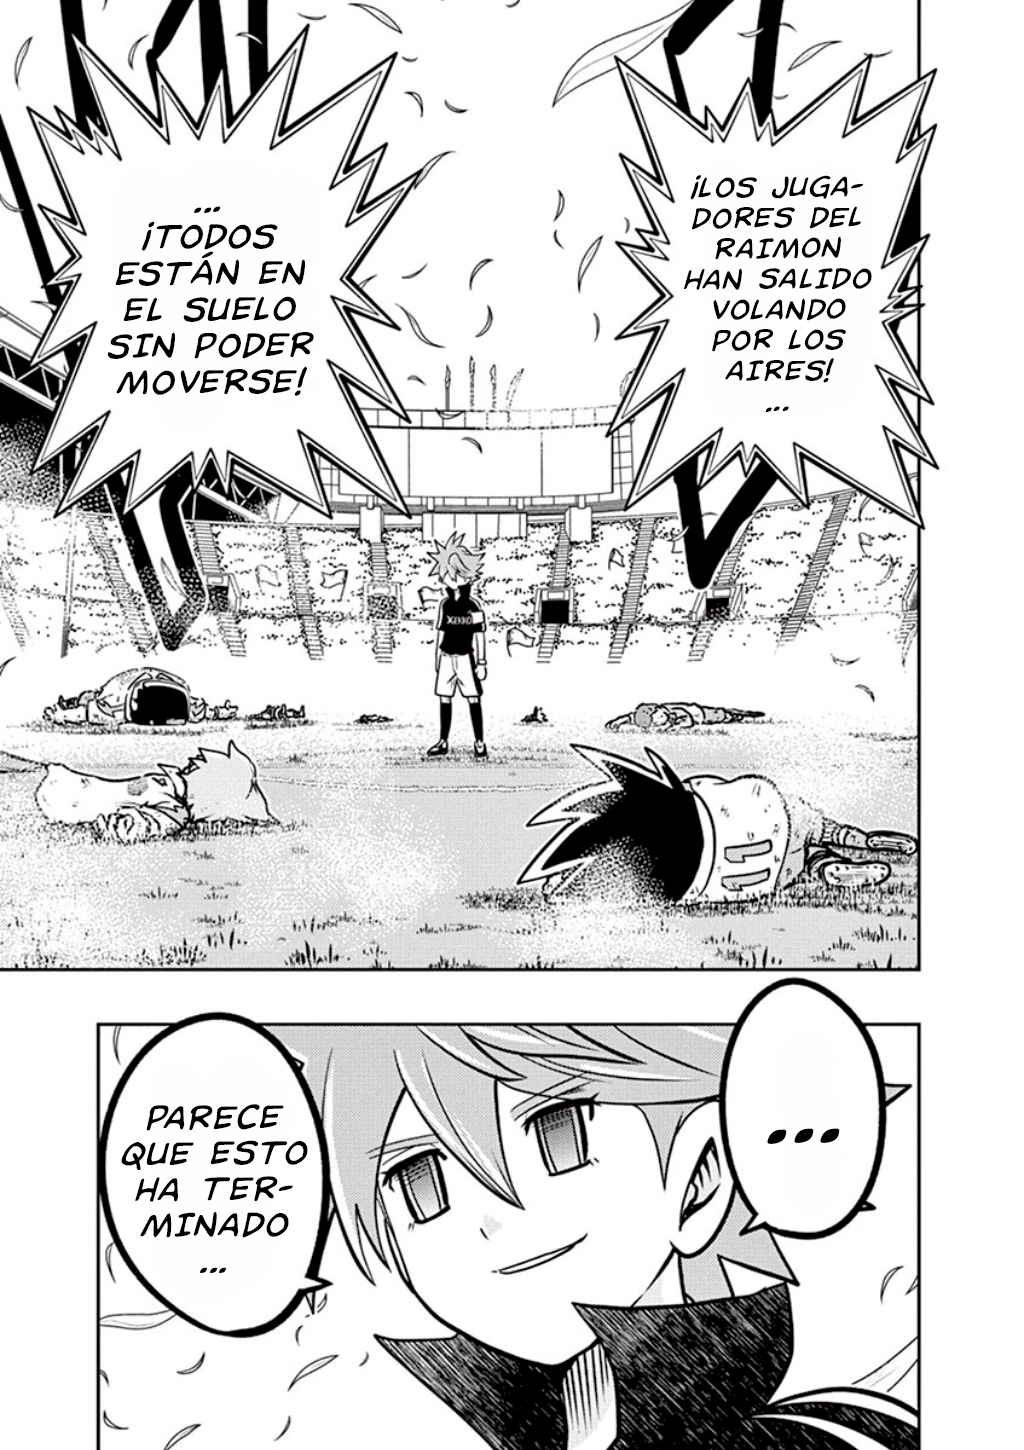 ¡LOS JUGA-
DORES DEL
RAIMON
HAN SALIDO
VOLANDO
POR LOS
AIRES!
...
...
¡TODOS
ESTÁN EN
EL SUELO
SIN PODER
MOVERSE!
11
...
PARECE
QUE ESTO
HA TER-
MINADO
...